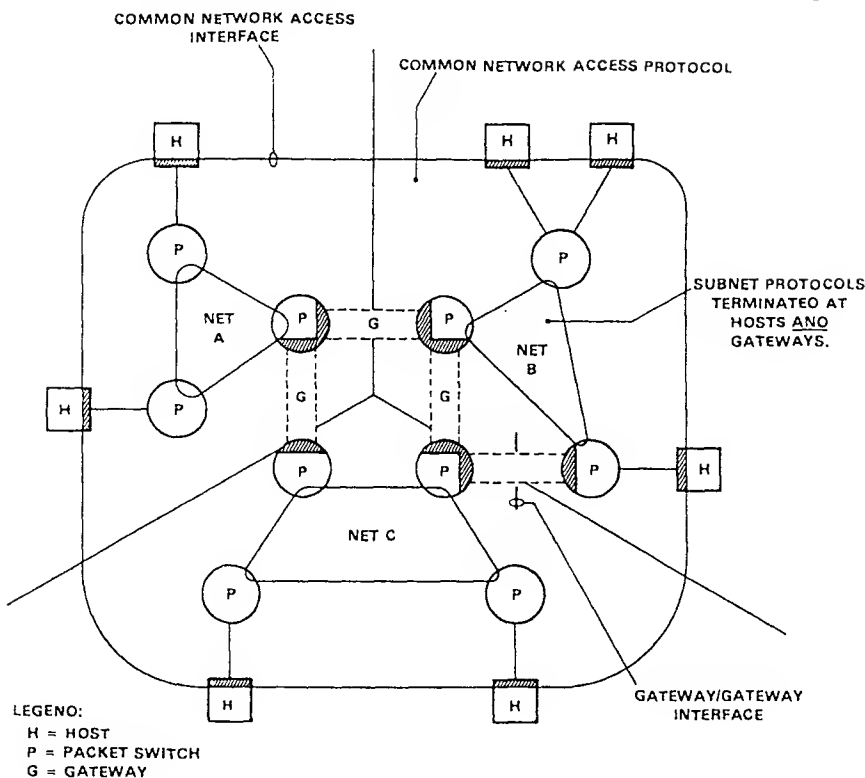 COMMON NETWORK ACCESS
INTERFACE
COMMON NETWORK ACCESS PROTOCOL
H
H
H
P
P
NET
A
P
G
P
NET
B
SUBNET PROTOCOLS
TERMINATED AT
HOSTS ANO
GATEWAYS.
H
P
G
G
P
P
P
H
NET C
P
P
H
H
GATEWAY/GATEWAY
INTERFACE
LEGENO:
H = HOST
P = PACKET SWITCH
G = GATEWAY